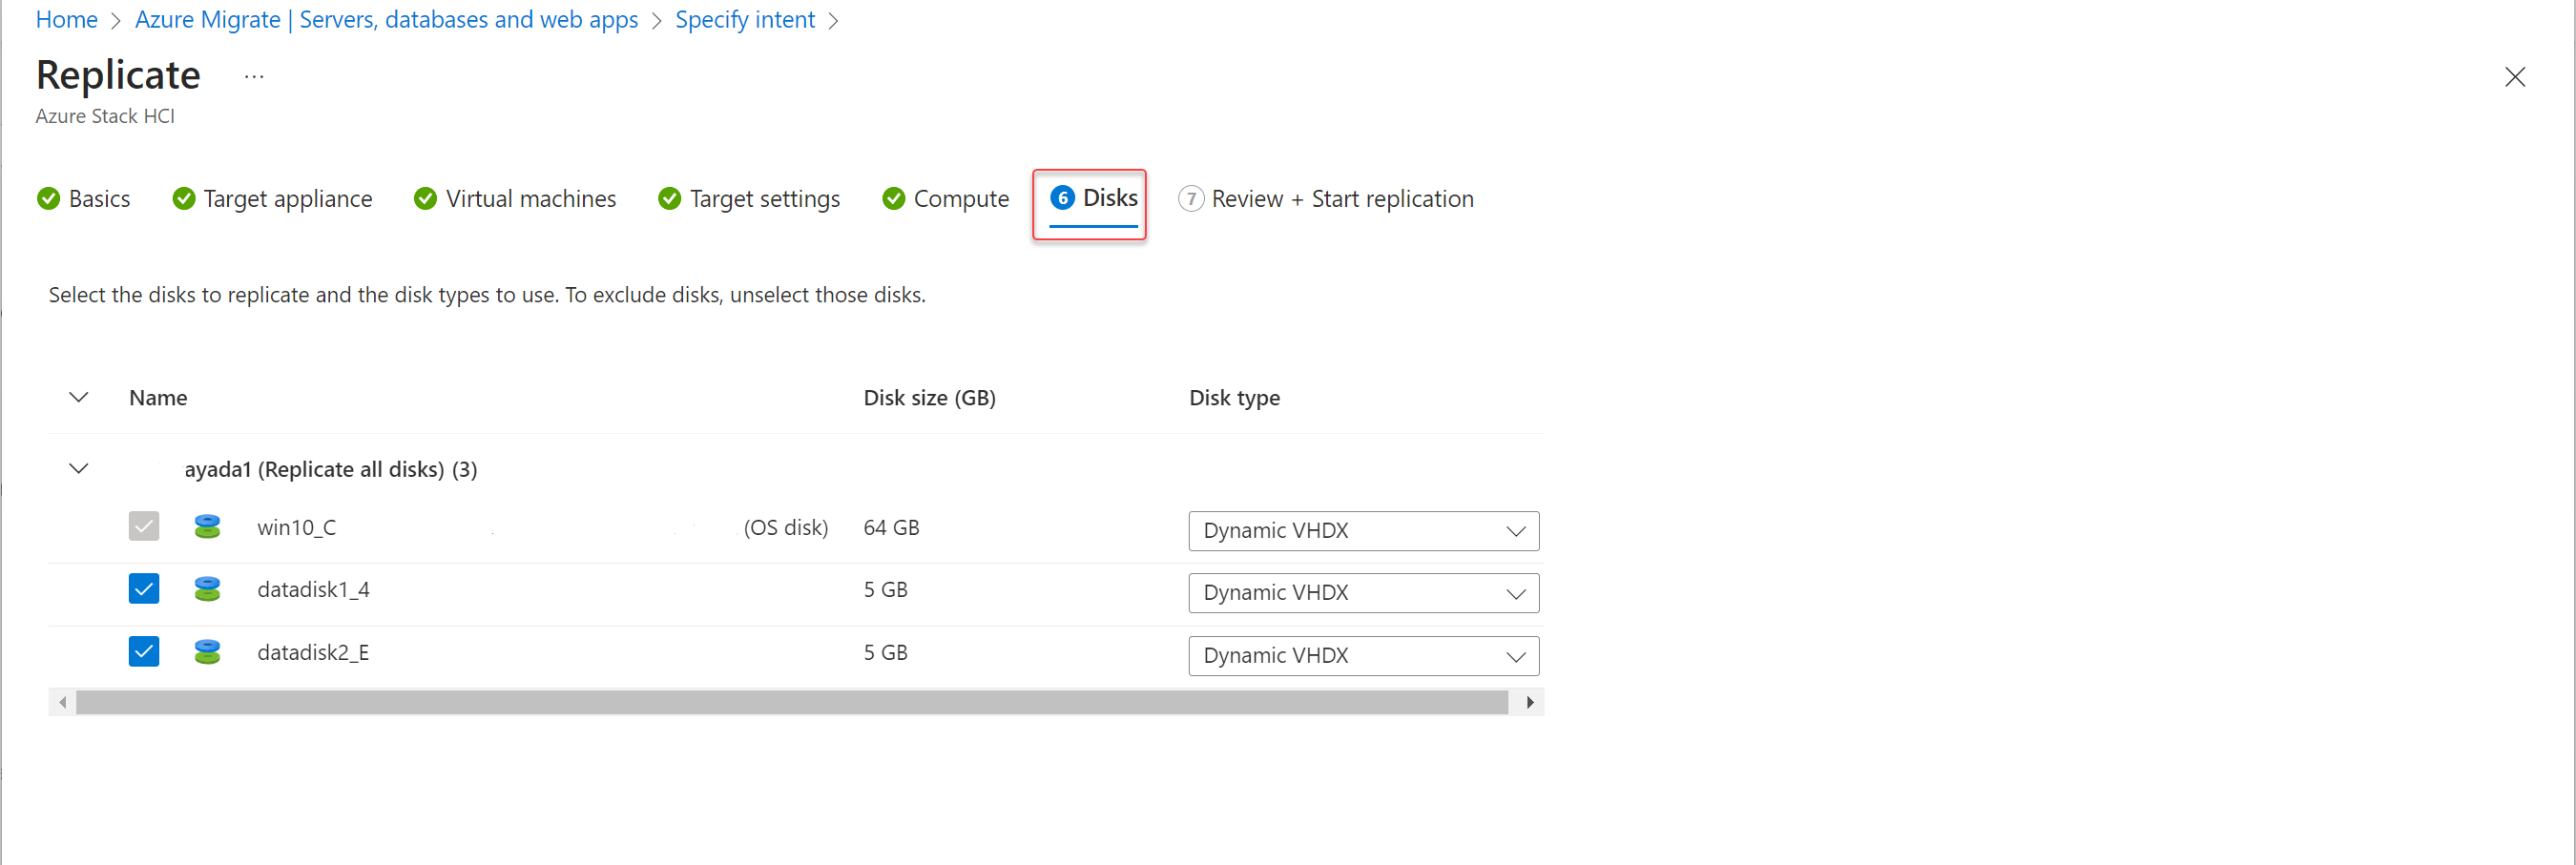 Home > Azure Migrate | Servers, databases and web apps > Specify intent >
Replicate ...
Azure Stack HCI
Basics Target appliance Virtual machines Target settings Compute 6 Disks 7 Review + Start replication
Select the disks to replicate and the disk types to use. To exclude disks, unselect those disks.
Name Disk size (GB) Disk type
ayada1 (Replicate all disks) (3)
win10_C (OS disk) 64 GB Dynamic VHDX
datadisk1_4 5 GB Dynamic VHDX
datadisk2_E 5 GB Dynamic VHDX